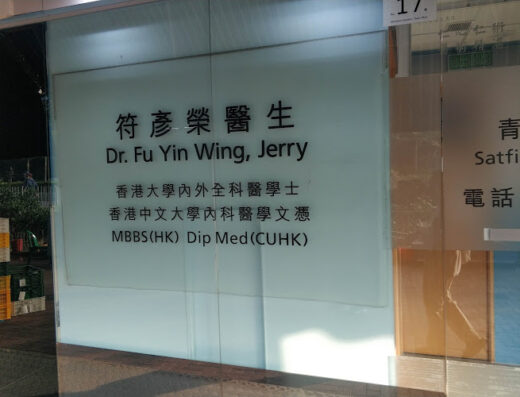 17.
符彥榮醫生
Dr. Fu Yin Wing, Jerry
香港大學內外全科醫學士
香港中文大學內科醫學文憑
MBBS(HK) Dip Med(CUHK)
青
Satfi
電話